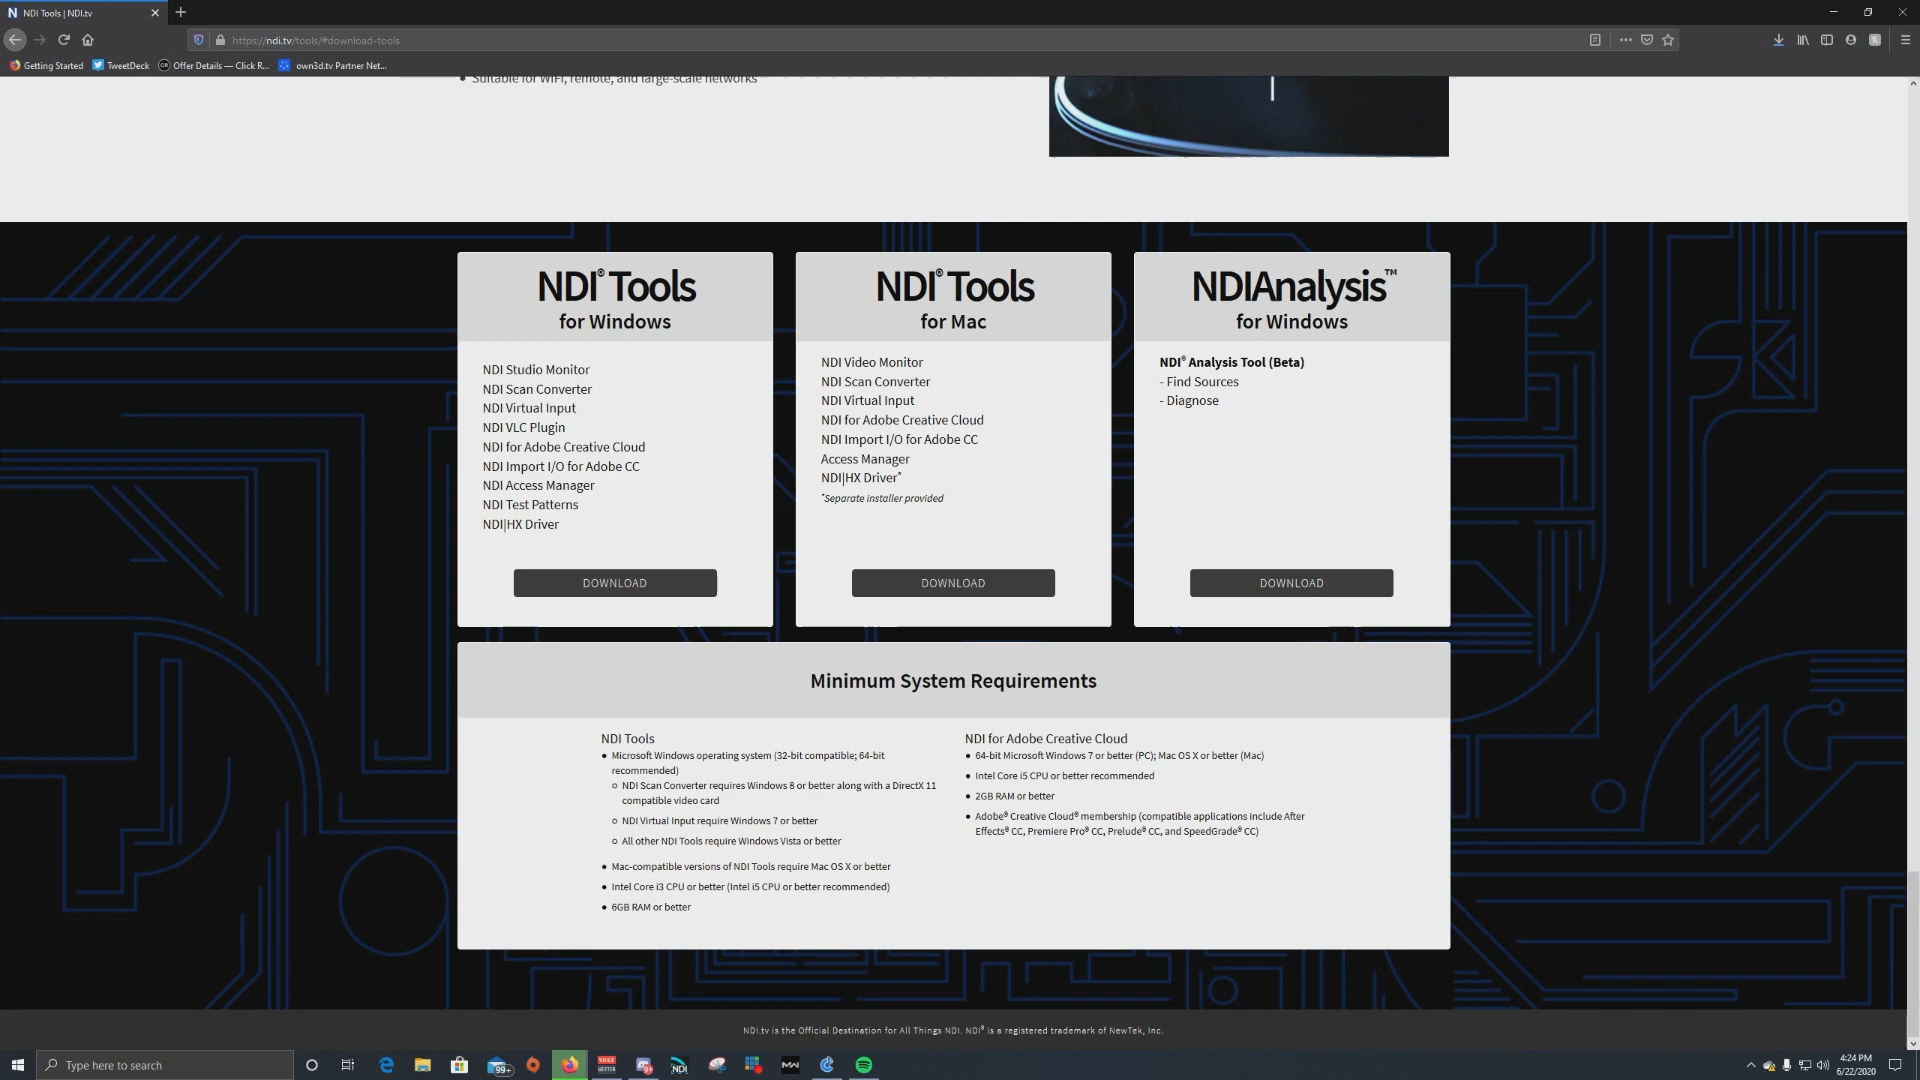 NDI Tools | NDI.tv
https://ndi.tv/tools/#download-tools
Getting Started
TweetDeck
Offer Details — Click R...
own3d.tv Partner Net...
• Suitable for WiFi, remote, and large-scale networks
NDI® Tools
for Windows
NDI Studio Monitor
NDI Scan Converter
NDI Virtual Input
NDI VLC Plugin
NDI for Adobe Creative Cloud
NDI Import I/O for Adobe CC
NDI Access Manager
NDI Test Patterns
NDI|HX Driver
DOWNLOAD
NDI® Tools
for Mac
NDI Video Monitor
NDI Scan Converter
NDI Virtual Input
NDI for Adobe Creative Cloud
NDI Import I/O for Adobe CC
Access Manager
NDI|HX Driver*
*Separate installer provided
DOWNLOAD
NDIAnalysis™
for Windows
NDI® Analysis Tool (Beta)
- Find Sources
- Diagnose
DOWNLOAD
Minimum System Requirements
NDI Tools
• Microsoft Windows operating system (32-bit compatible; 64-bit
recommended)
○ NDI Scan Converter requires Windows 8 or better along with a DirectX 11
compatible video card
○ NDI Virtual Input require Windows 7 or better
○ All other NDI Tools require Windows Vista or better
• Mac-compatible versions of NDI Tools require Mac OS X or better
• Intel Core i3 CPU or better (Intel i5 CPU or better recommended)
• 6GB RAM or better
NDI for Adobe Creative Cloud
• 64-bit Microsoft Windows 7 or better (PC); Mac OS X or better (Mac)
• Intel Core i5 CPU or better recommended
• 2GB RAM or better
• Adobe® Creative Cloud® membership (compatible applications include After
Effects® CC, Premiere Pro® CC, Prelude® CC, and SpeedGrade® CC)
NDI.tv is the Official Destination for All Things NDI. NDI® is a registered trademark of NewTek, Inc.
Type here to search
99+
VOICE
MEETER
9+
NDI
MW
4:24 PM
6/22/2020